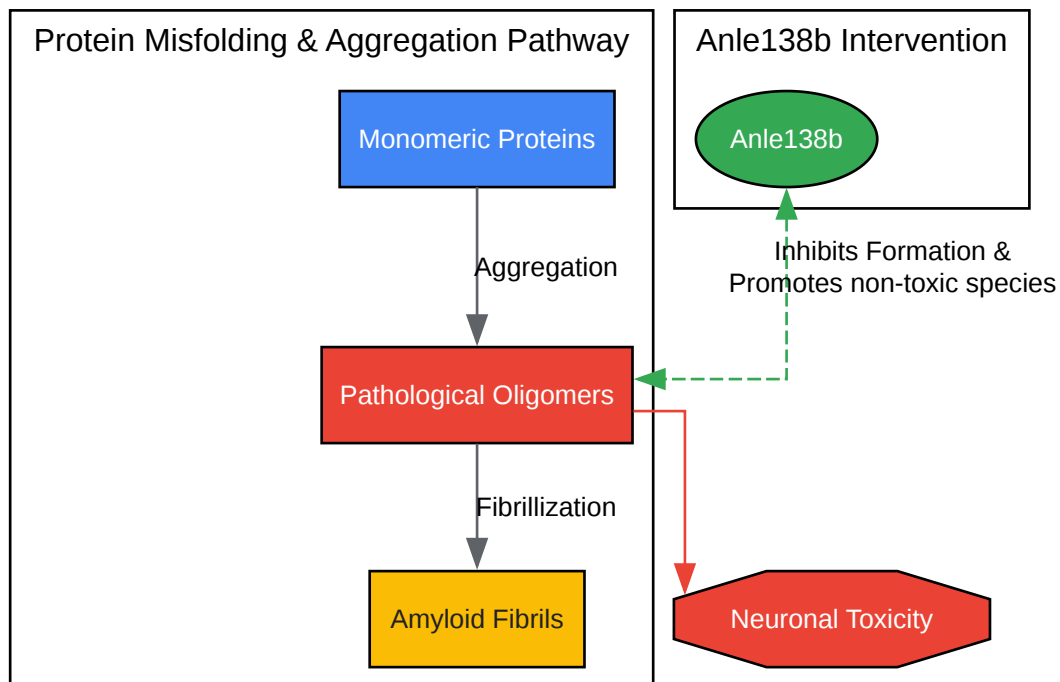 Protein Misfolding & Aggregation Pathway
Anle138b Intervention
Monomeric Proteins
Anle138b
Aggregation
Inhibits Formation &
Promotes non-toxic species
Pathological Oligomers
Fibrillization
Amyloid Fibrils
Neuronal Toxicity